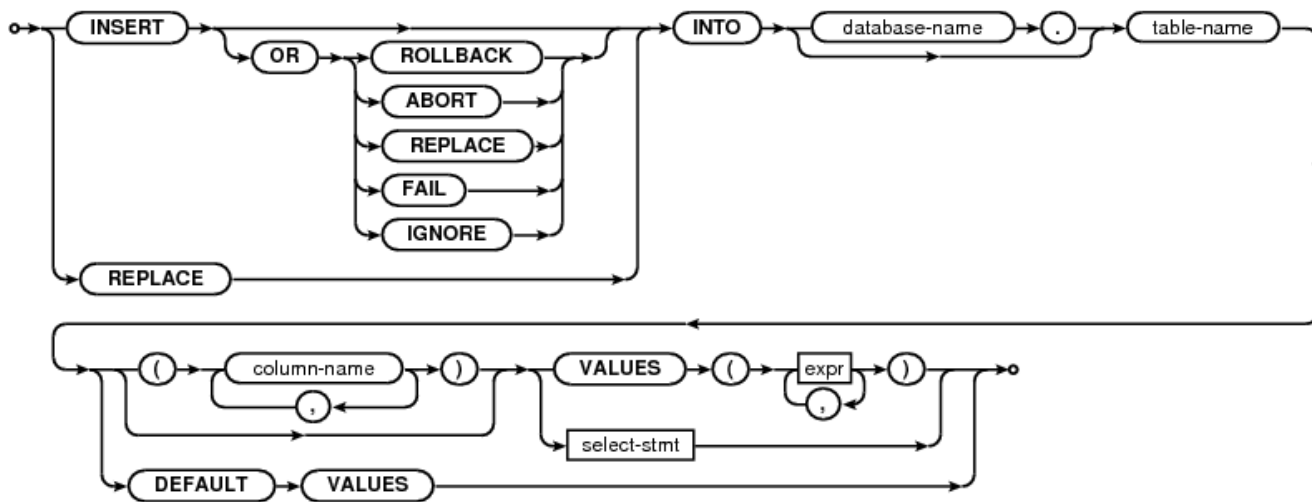 INSERT INTO database-name . table-name
OR ROLLBACK
ABORT
REPLACE
FAIL
IGNORE
REPLACE
( column-name ) VALUES ( expr )
, ,
select-stmt
DEFAULT VALUES